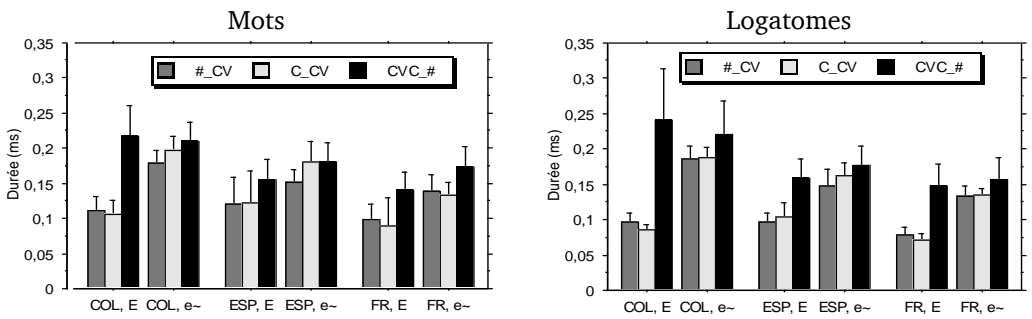 Mots
Durée (ms)
0,35
0,3
0,25
0,2
0,15
0,1
0,05
0
#_CV C_CV CVC_#
COL, E COL, e~ ESP, E ESP, e~ FR, E FR, e~
Logatomes
Durée (ms)
0,35
0,3
0,25
0,2
0,15
0,1
0,05
0
#_CV C_CV CVC_#
COL, E COL, e~ ESP, E ESP, e~ FR, E FR, e~